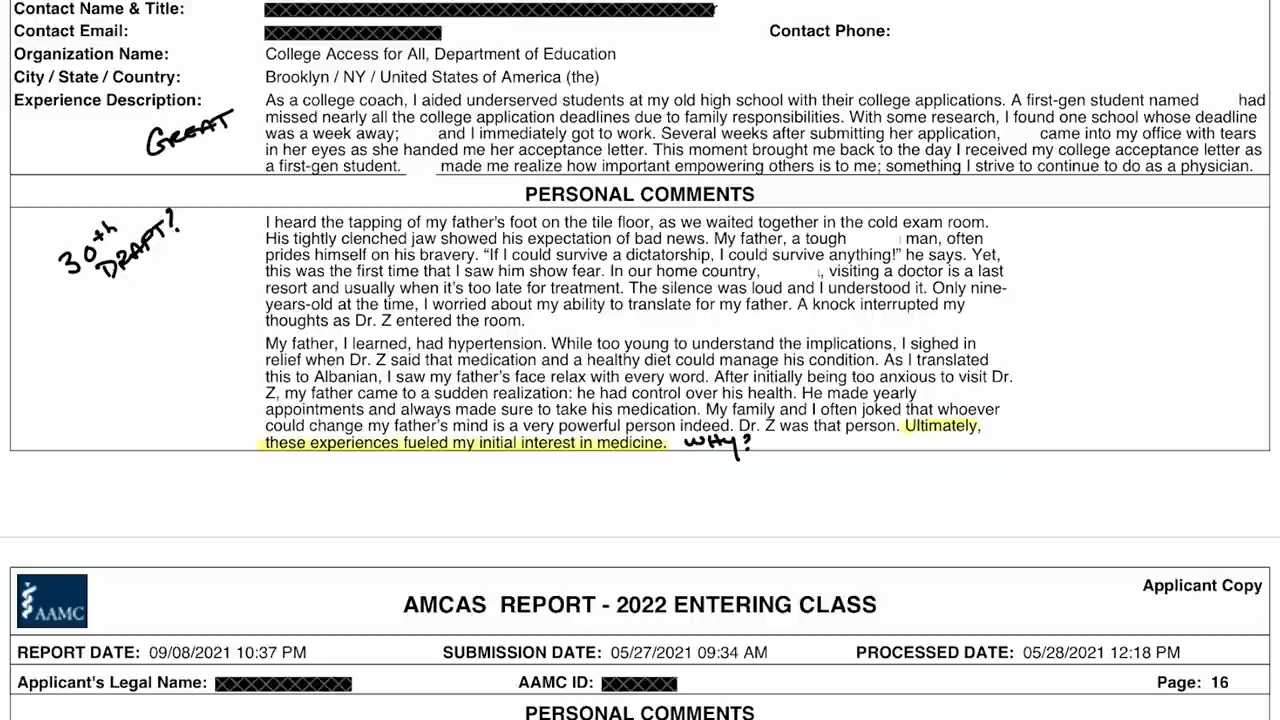 Contact Name & Title:
Contact Email: Contact Phone:
Organization Name: College Access for All, Department of Education
City / State / Country: Brooklyn / NY / United States of America (the)
Experience Description: As a college coach, I aided underserved students at my old high school with their college applications. A first-gen student named had
missed nearly all the college application deadlines due to family responsibilities. With some research, I found one school whose deadline
was a week away; and I immediately got to work. Several weeks after submitting her application, came into my office with tears
in her eyes as she handed me her acceptance letter. This moment brought me back to the day I received my college acceptance letter as
a first-gen student. made me realize how important empowering others is to me; something I strive to continue to do as a physician.
GREAT
PERSONAL COMMENTS
30th
DRAFT?
I heard the tapping of my father's foot on the tile floor, as we waited together in the cold exam room.
His tightly clenched jaw showed his expectation of bad news. My father, a tough man, often
prides himself on his bravery. “If I could survive a dictatorship, I could survive anything!” he says. Yet,
this was the first time that I saw him show fear. In our home country, , visiting a doctor is a last
resort and usually when it's too late for treatment. The silence was loud and I understood it. Only nine-
years-old at the time, I worried about my ability to translate for my father. A knock interrupted my
thoughts as Dr. Z entered the room.
My father, I learned, had hypertension. While too young to understand the implications, I sighed in
relief when Dr. Z said that medication and a healthy diet could manage his condition. As I translated
this to Albanian, I saw my father's face relax with every word. After initially being too anxious to visit Dr.
Z, my father came to a sudden realization: he had control over his health. He made yearly
appointments and always made sure to take his medication. My family and I often joked that whoever
could change my father's mind is a very powerful person indeed. Dr. Z was that person. Ultimately,
these experiences fueled my initial interest in medicine. WHY?
AAMC
Applicant Copy
AMCAS REPORT - 2022 ENTERING CLASS
REPORT DATE: 09/08/2021 10:37 PM SUBMISSION DATE: 05/27/2021 09:34 AM PROCESSED DATE: 05/28/2021 12:18 PM
Applicant's Legal Name: AAMC ID: Page: 16
PERSONAL COMMENTS